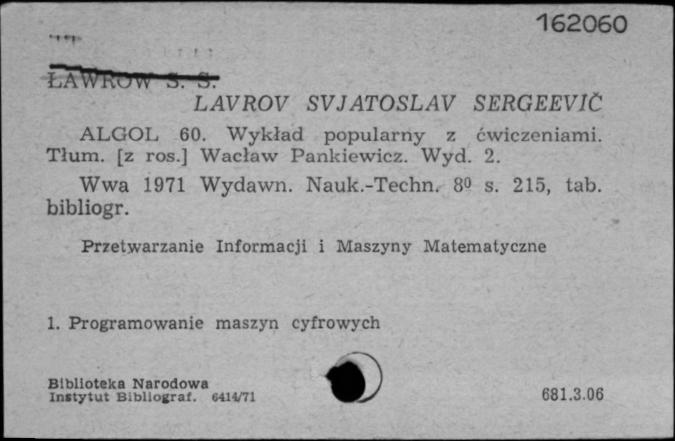 162060
ŁAWROW S. S.
LAVROV SVJATOSLAV SERGEEVIČ
ALGOL 60. Wykład popularny z ćwiczeniami.
Tłum. [z ros.] Wacław Pankiewicz. Wyd. 2.
Wwa 1971 Wydawn. Nauk.-Techn. 8º s. 215, tab.
bibliogr.
Przetwarzanie Informacji i Maszyny Matematyczne
1. Programowanie maszyn cyfrowych
Biblioteka Narodowa
Instytut Bibliograf. 6414/71
681.3.06